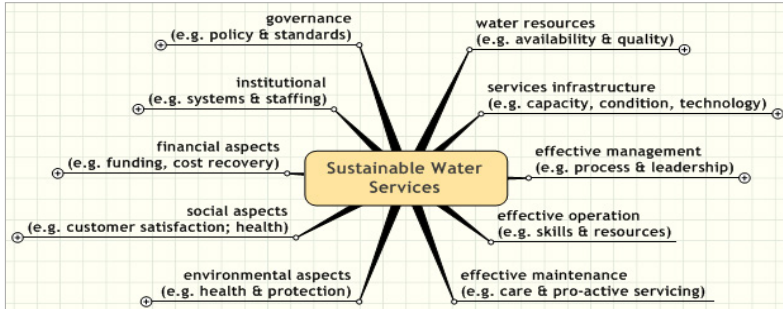 governance
(e.g. policy & standards)
institutional
(e.g. systems & staffing)
financial aspects
(e.g. funding, cost recovery)
social aspects
(e.g. customer satisfaction; health)
environmental aspects
(e.g. health & protection)
Sustainable Water
Services
water resources
(e.g. availability & quality)
services infrastructure
(e.g. capacity, condition, technology)
effective management
(e.g. process & leadership)
effective operation
(e.g. skills & resources)
effective maintenance
(e.g. care & pro-active servicing)